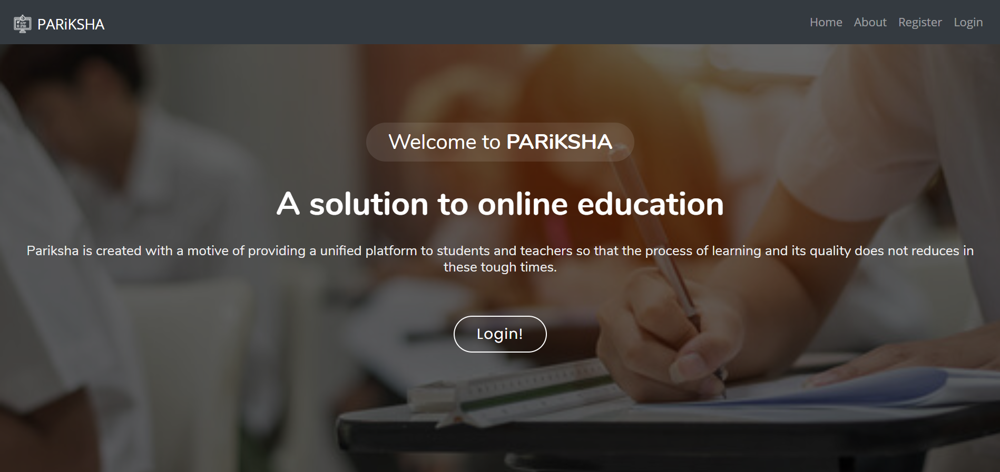 PARiKSHA
Home About Register Login
Welcome to PARiKSHA
A solution to online education
Pariksha is created with a motive of providing a unified platform to students and teachers so that the process of learning and its quality does not reduces in
these tough times.
Login!